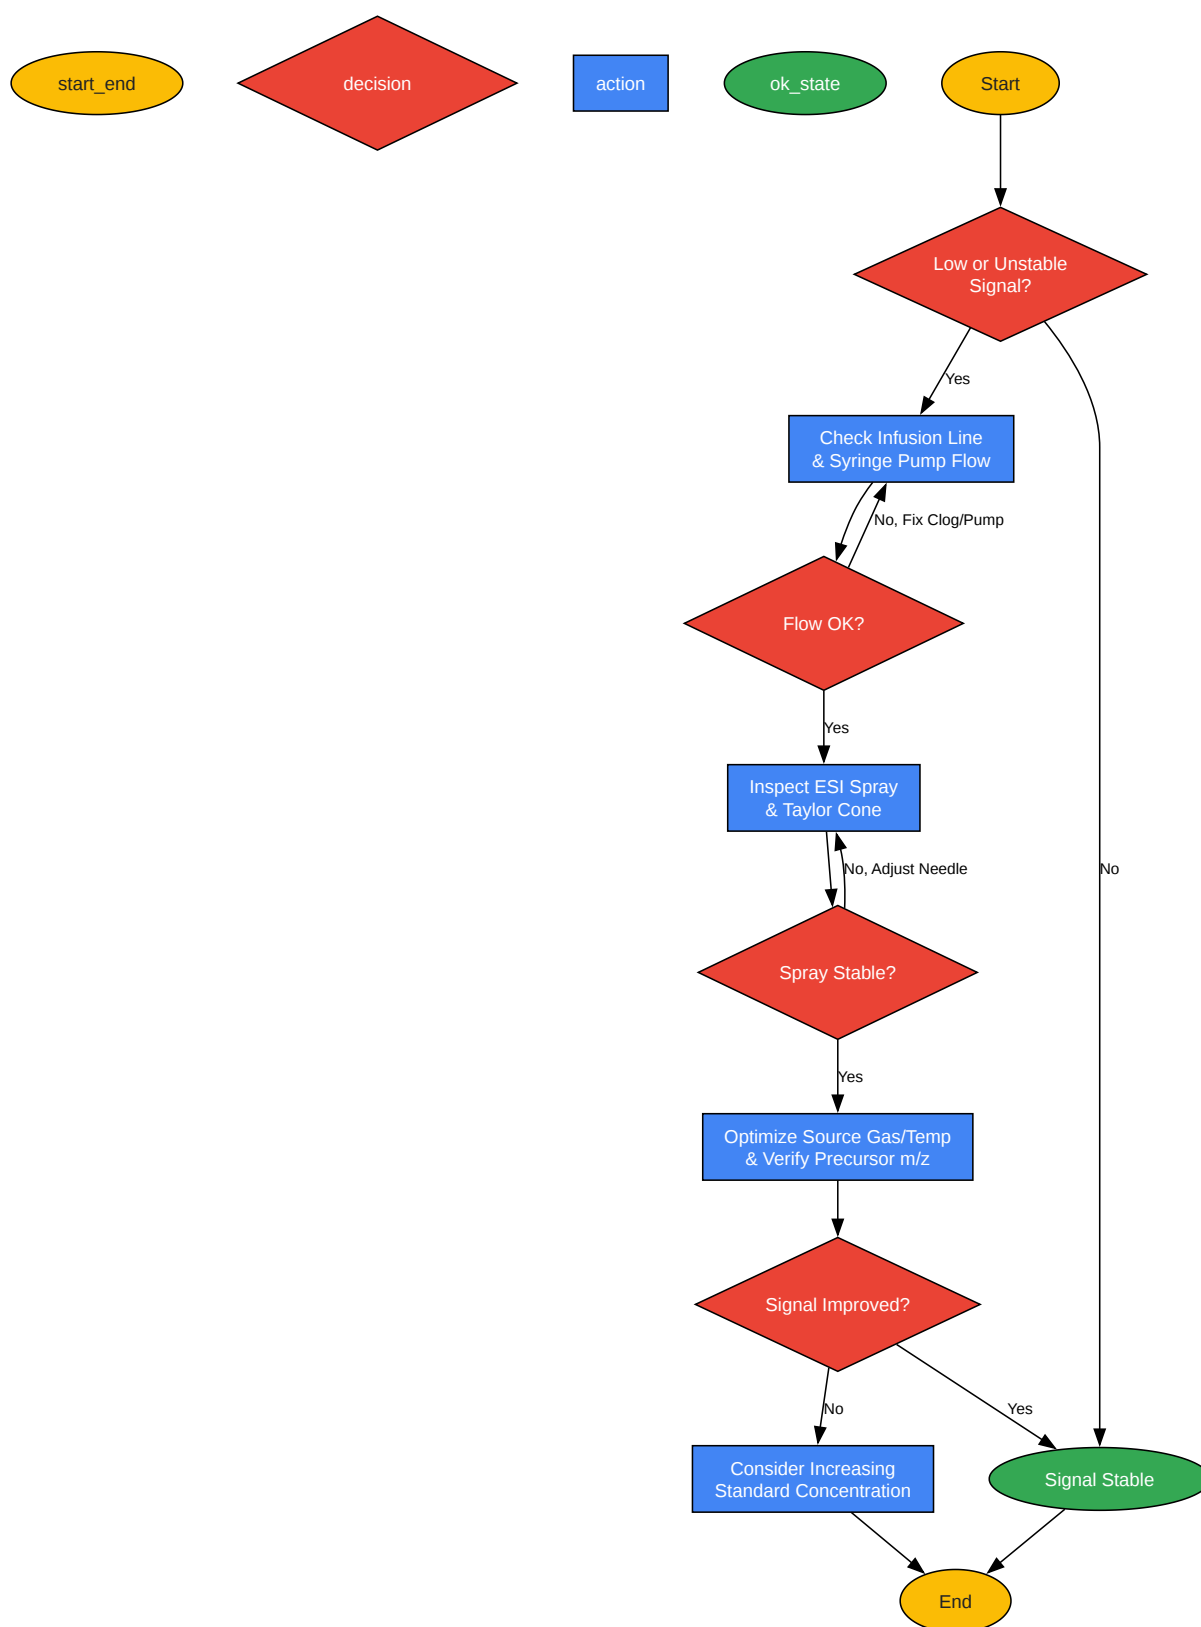 start_end
decision
action
ok_state
Start
Low or Unstable
Signal?
Yes
Check Infusion Line
& Syringe Pump Flow
No, Fix Clog/Pump
Flow OK?
Yes
Inspect ESI Spray
& Taylor Cone
No, Adjust Needle
No
Spray Stable?
Yes
Optimize Source Gas/Temp
& Verify Precursor m/z
Signal Improved?
No
Yes
Consider Increasing
Standard Concentration
Signal Stable
End